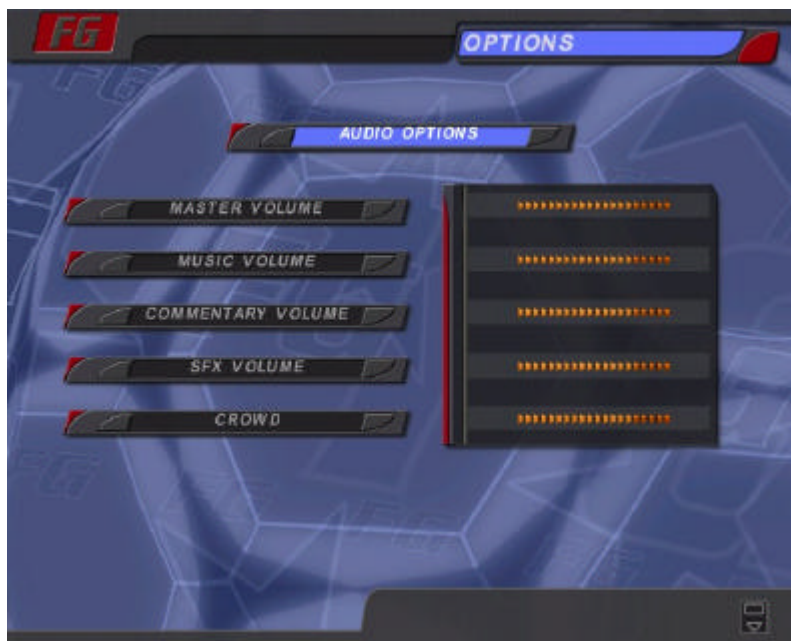 FG
OPTIONS
AUDIO OPTIONS
MASTER VOLUME
MUSIC VOLUME
COMMENTARY VOLUME
SFX VOLUME
CROWD